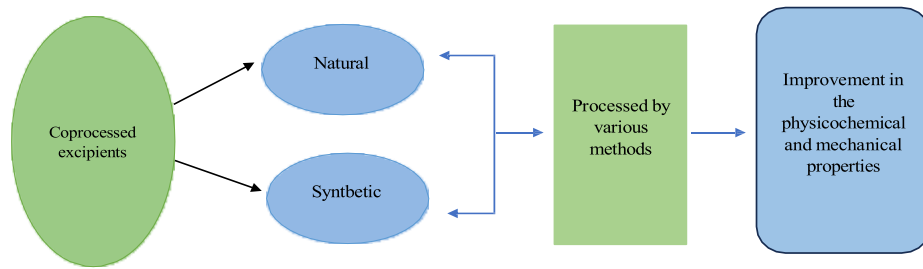 Coprocessed
excipients
Natural
Syntbetic
Processed by
various
methods
Improvement in
the
physicochemical
and mechanical
properties